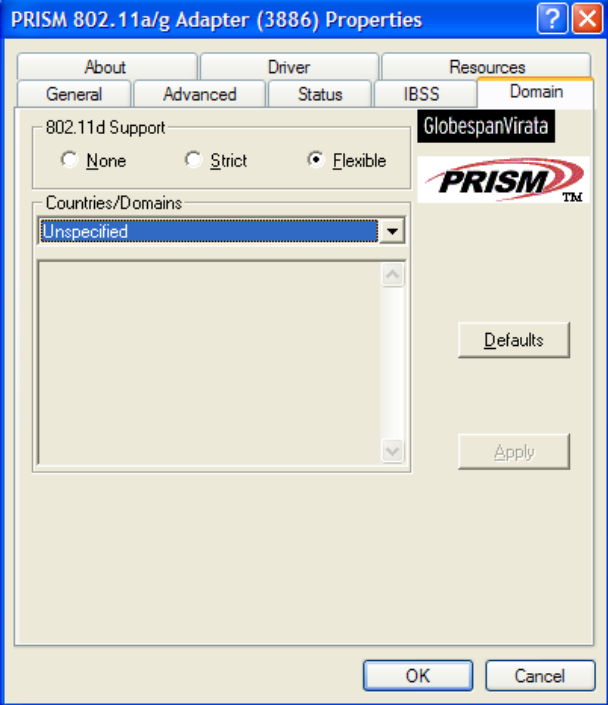 PRISM 802.11a/g Adapter (3886) Properties
About Driver Resources
General Advanced Status IBSS Domain
802.11d Support
None Strict Flexible
GlobespanVirata
PRISM TM
Countries/Domains
Unspecified
Defaults
Apply
OK Cancel